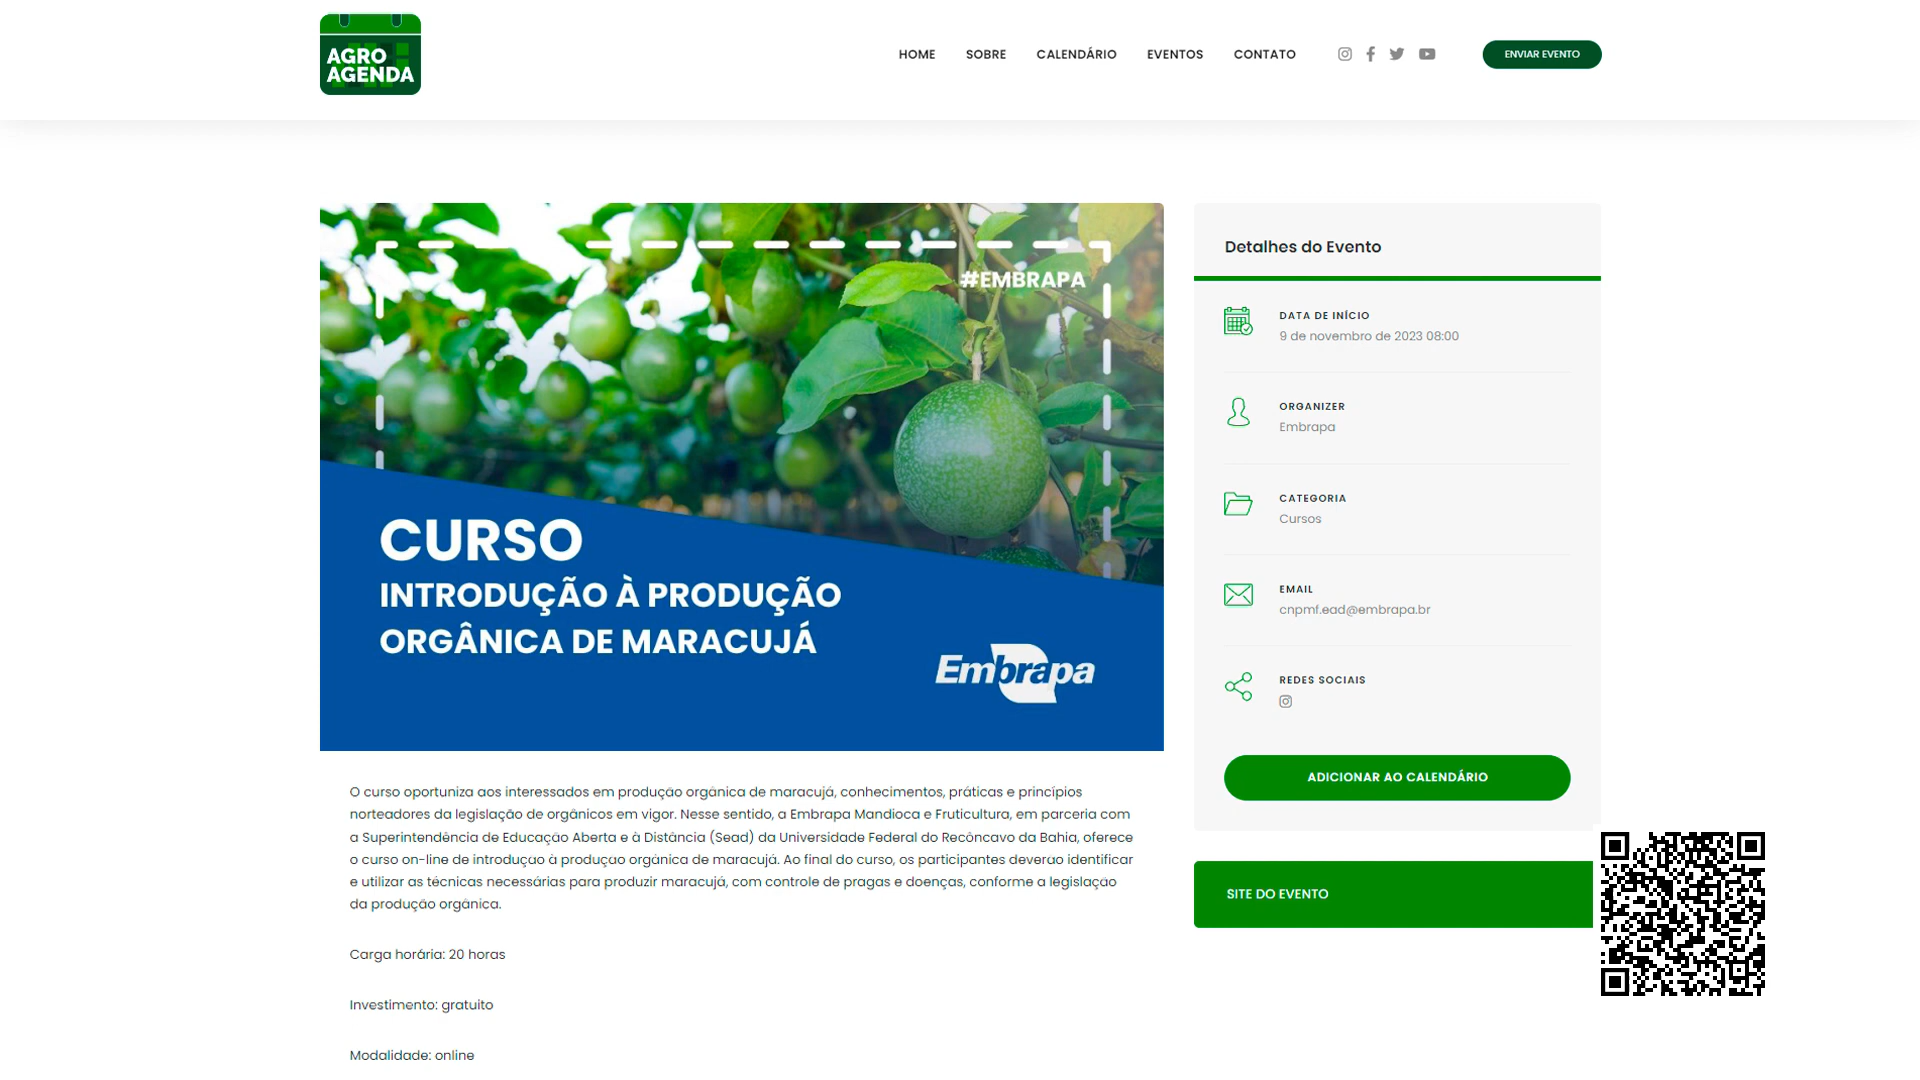 AGRO
AGENDA
HOME
SOBRE
CALENDÁRIO
EVENTOS
CONTATO
ENVIAR EVENTO
#EMBRAPA
CURSO
INTRODUÇÃO À PRODUÇÃO
ORGÂNICA DE MARACUJÁ
Embrapa
O curso oportuniza aos interessados em produção orgânica de maracujá, conhecimentos, práticas e princípios
norteadores da legislação de orgânicos em vigor. Nesse sentido, a Embrapa Mandioca e Fruticultura, em parceria com
a Superintendência de Educação Aberta e à Distância (Sead) da Universidade Federal do Recôncavo da Bahia, oferece
o curso on-line de introdução à produção orgânica de maracujá. Ao final do curso, os participantes deverão identificar
e utilizar as técnicas necessárias para produzir maracujá, com controle de pragas e doenças, conforme a legislação
da produção orgânica.
Carga horária: 20 horas
Investimento: gratuito
Modalidade: online
Detalhes do Evento
DATA DE INÍCIO
9 de novembro de 2023 08:00
ORGANIZER
Embrapa
CATEGORIA
Cursos
EMAIL
cnpmf.ead@embrapa.br
REDES SOCIAIS
ADICIONAR AO CALENDÁRIO
SITE DO EVENTO